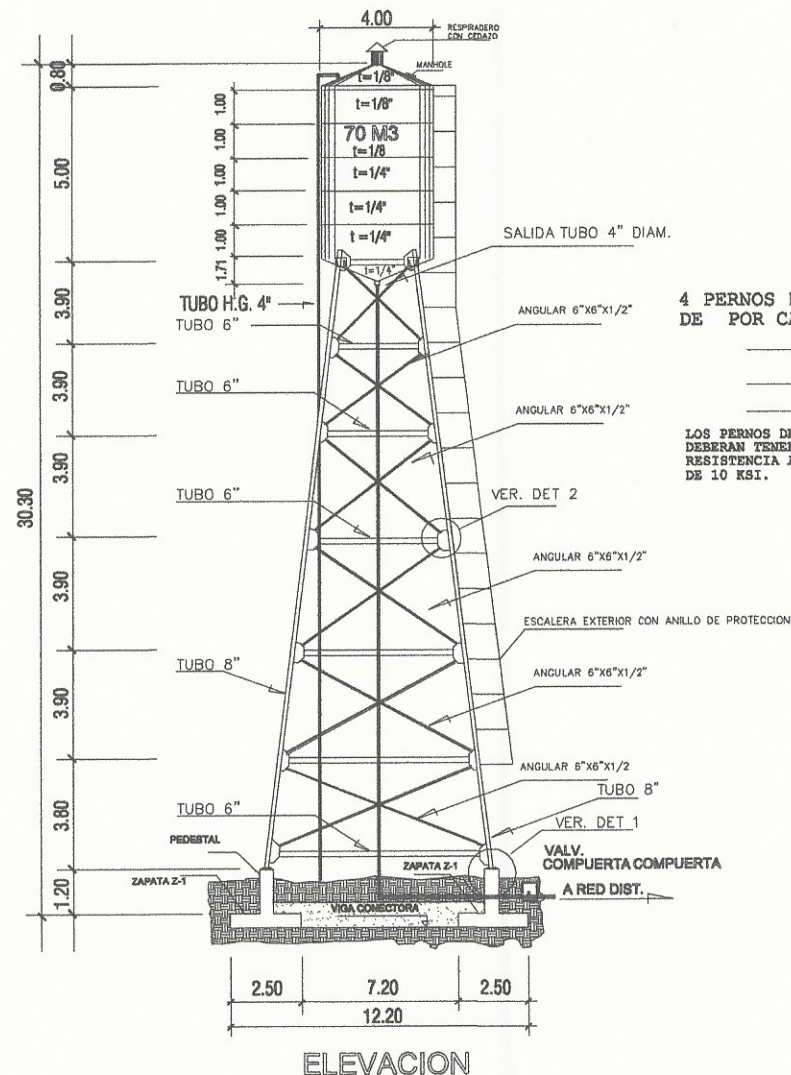 4.00
RESPIRADERO
CON CEDAZO
MANHOLE
0.80
5.00
3.90
3.90
3.90
3.90
3.90
3.80
1.20
30.30
1.00
1.00
1.00
1.00
1.00
1.71
t=1/8"
t=1/8"
70 M3
t=1/8
t=1/4"
t=1/4"
t=1/4"
t=1/4"
SALIDA TUBO 4" DIAM.
TUBO H.G. 4"
TUBO 6"
ANGULAR 6"X6"X1/2"
TUBO 6"
ANGULAR 6"X6"X1/2"
TUBO 6"
VER. DET 2
ANGULAR 6"X6"X1/2"
ESCALERA EXTERIOR CON ANILLO DE PROTECCION
TUBO 8"
ANGULAR 6"X6"X1/2"
ANGULAR 6"X6"X1/2
TUBO 8"
TUBO 6"
VER. DET 1
PEDESTAL
ZAPATA Z-1
ZAPATA Z-1
VALV.
COMPUERTA COMPUERTA
A RED DIST.
VIGA CONECTORA
2.50
7.20
2.50
12.20
ELEVACION
4 PERNOS
DE POR
LOS PERNOS DE
DEBERAN
RESISTENCIA
DE 10 KSI.